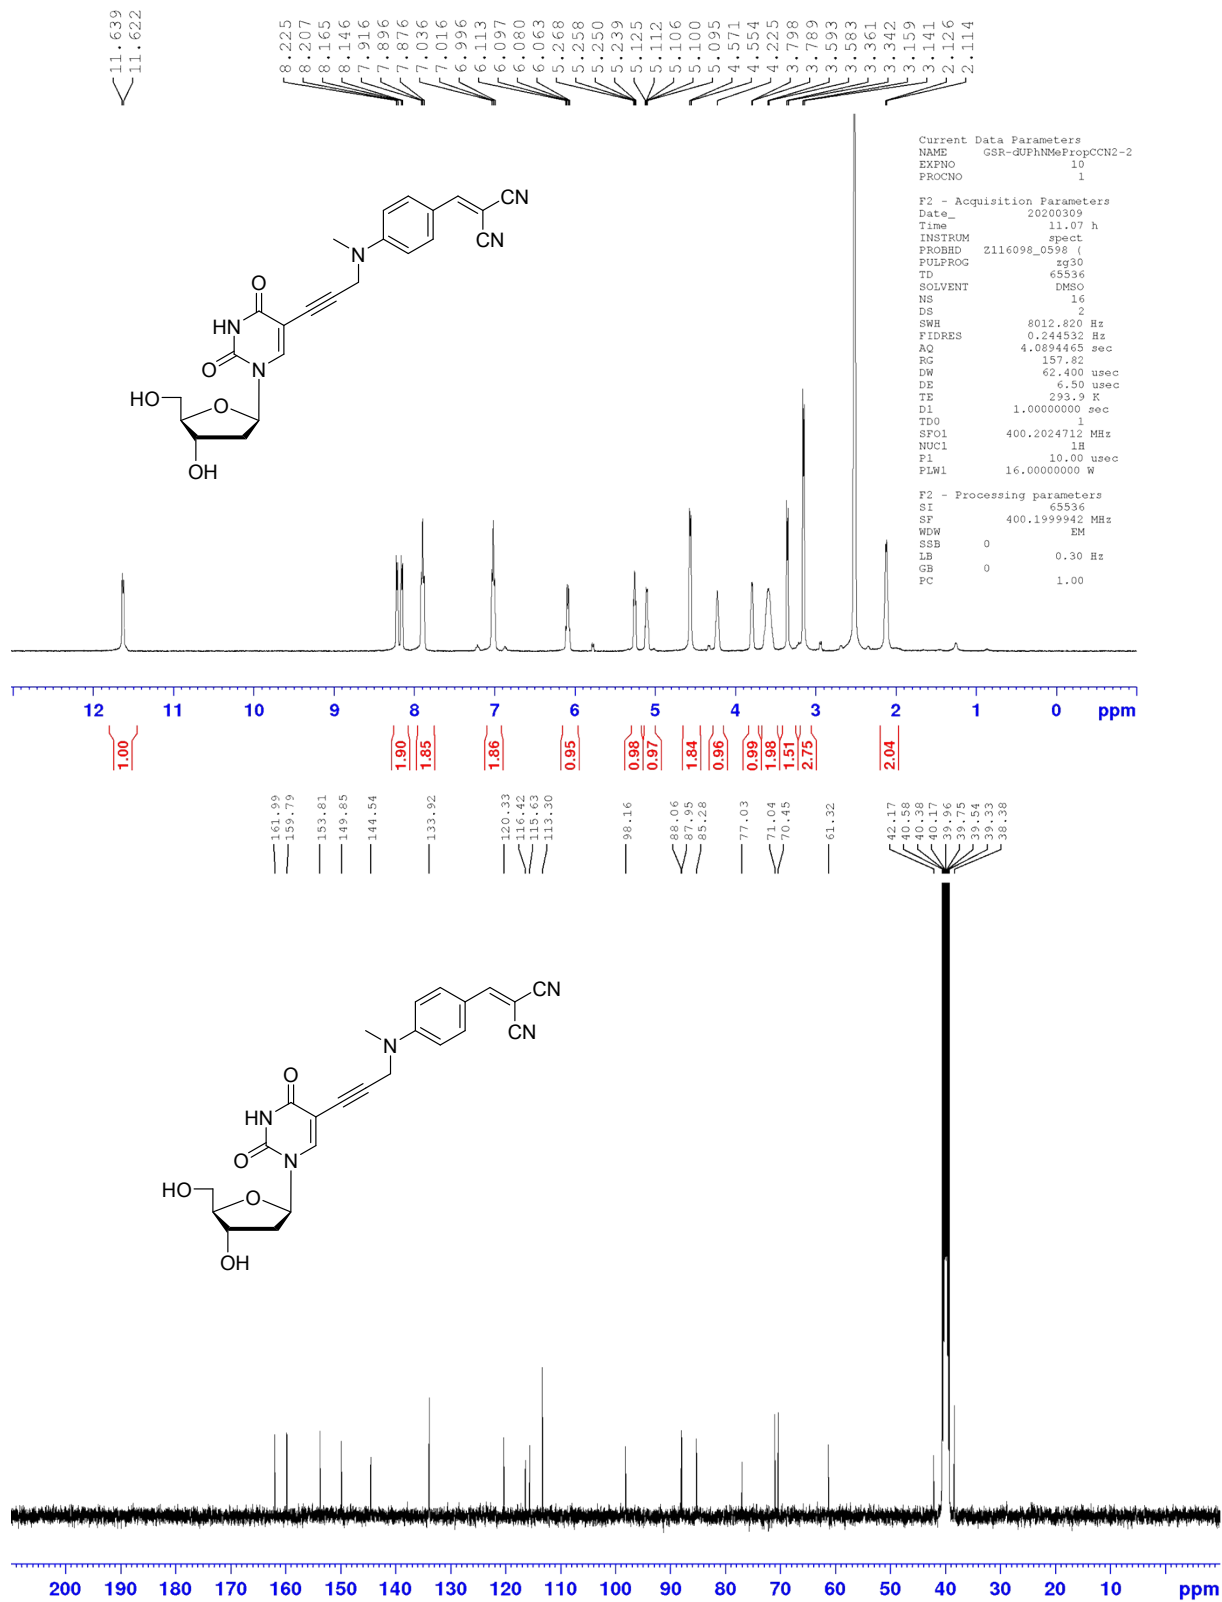 11.639
11.622
8.225
8.207
8.165
8.146
7.916
7.896
7.876
7.036
7.016
6.996
6.113
6.097
6.080
6.063
5.268
5.258
5.250
5.239
5.125
5.112
5.100
5.095
4.571
4.554
4.225
3.798
3.789
3.593
3.583
3.361
3.342
3.159
3.141
2.126
2.114
Current Data Parameters
NAME GSR-dUPhNMePropCCN2-2
EXPNO 10
PROCNO 1
F2 - Acquisition Parameters
Date_ 20200309
Time 11.07 h
INSTRUM spect
PROBHD Z116098_0598 (
PULPROG zg30
TD 65536
SOLVENT DMSO
NS 16
DS 2
SWH 8012.820 Hz
FIDRES 0.244532 Hz
AQ 4.0894465 sec
RG 157.82
DW 62.400 usec
DE 6.50 usec
TE 293.9 K
D1 1.00000000 sec
TD0 1
SFO1 400.2024712 MHz
NUC1 1H
P1 10.00 usec
PLW1 16.00000000 W
F2 - Processing parameters
SI 65536
SF 400.1999942 MHz
WDW EM
SSB 0
LB 0.30 Hz
GB 0
PC 1.00
CN
CN
N
O
HN
O
N
HO
O
OH
12 11 10 9 8 7 6 5 4 3 2 1 0 ppm
1.00
1.90
1.85
1.86
0.95
0.98
0.97
1.84
0.96
0.99
1.98
1.51
2.75
2.04
161.99
159.79
153.81
149.85
144.54
133.92
120.33
116.42
115.63
113.30
98.16
88.06
87.95
85.28
77.03
71.04
70.45
61.32
42.17
40.58
40.38
40.17
39.96
39.75
39.54
39.33
38.38
CN
CN
N
O
HN
O
N
HO
O
OH
200 190 180 170 160 150 140 130 120 110 100 90 80 70 60 50 40 30 20 10 ppm